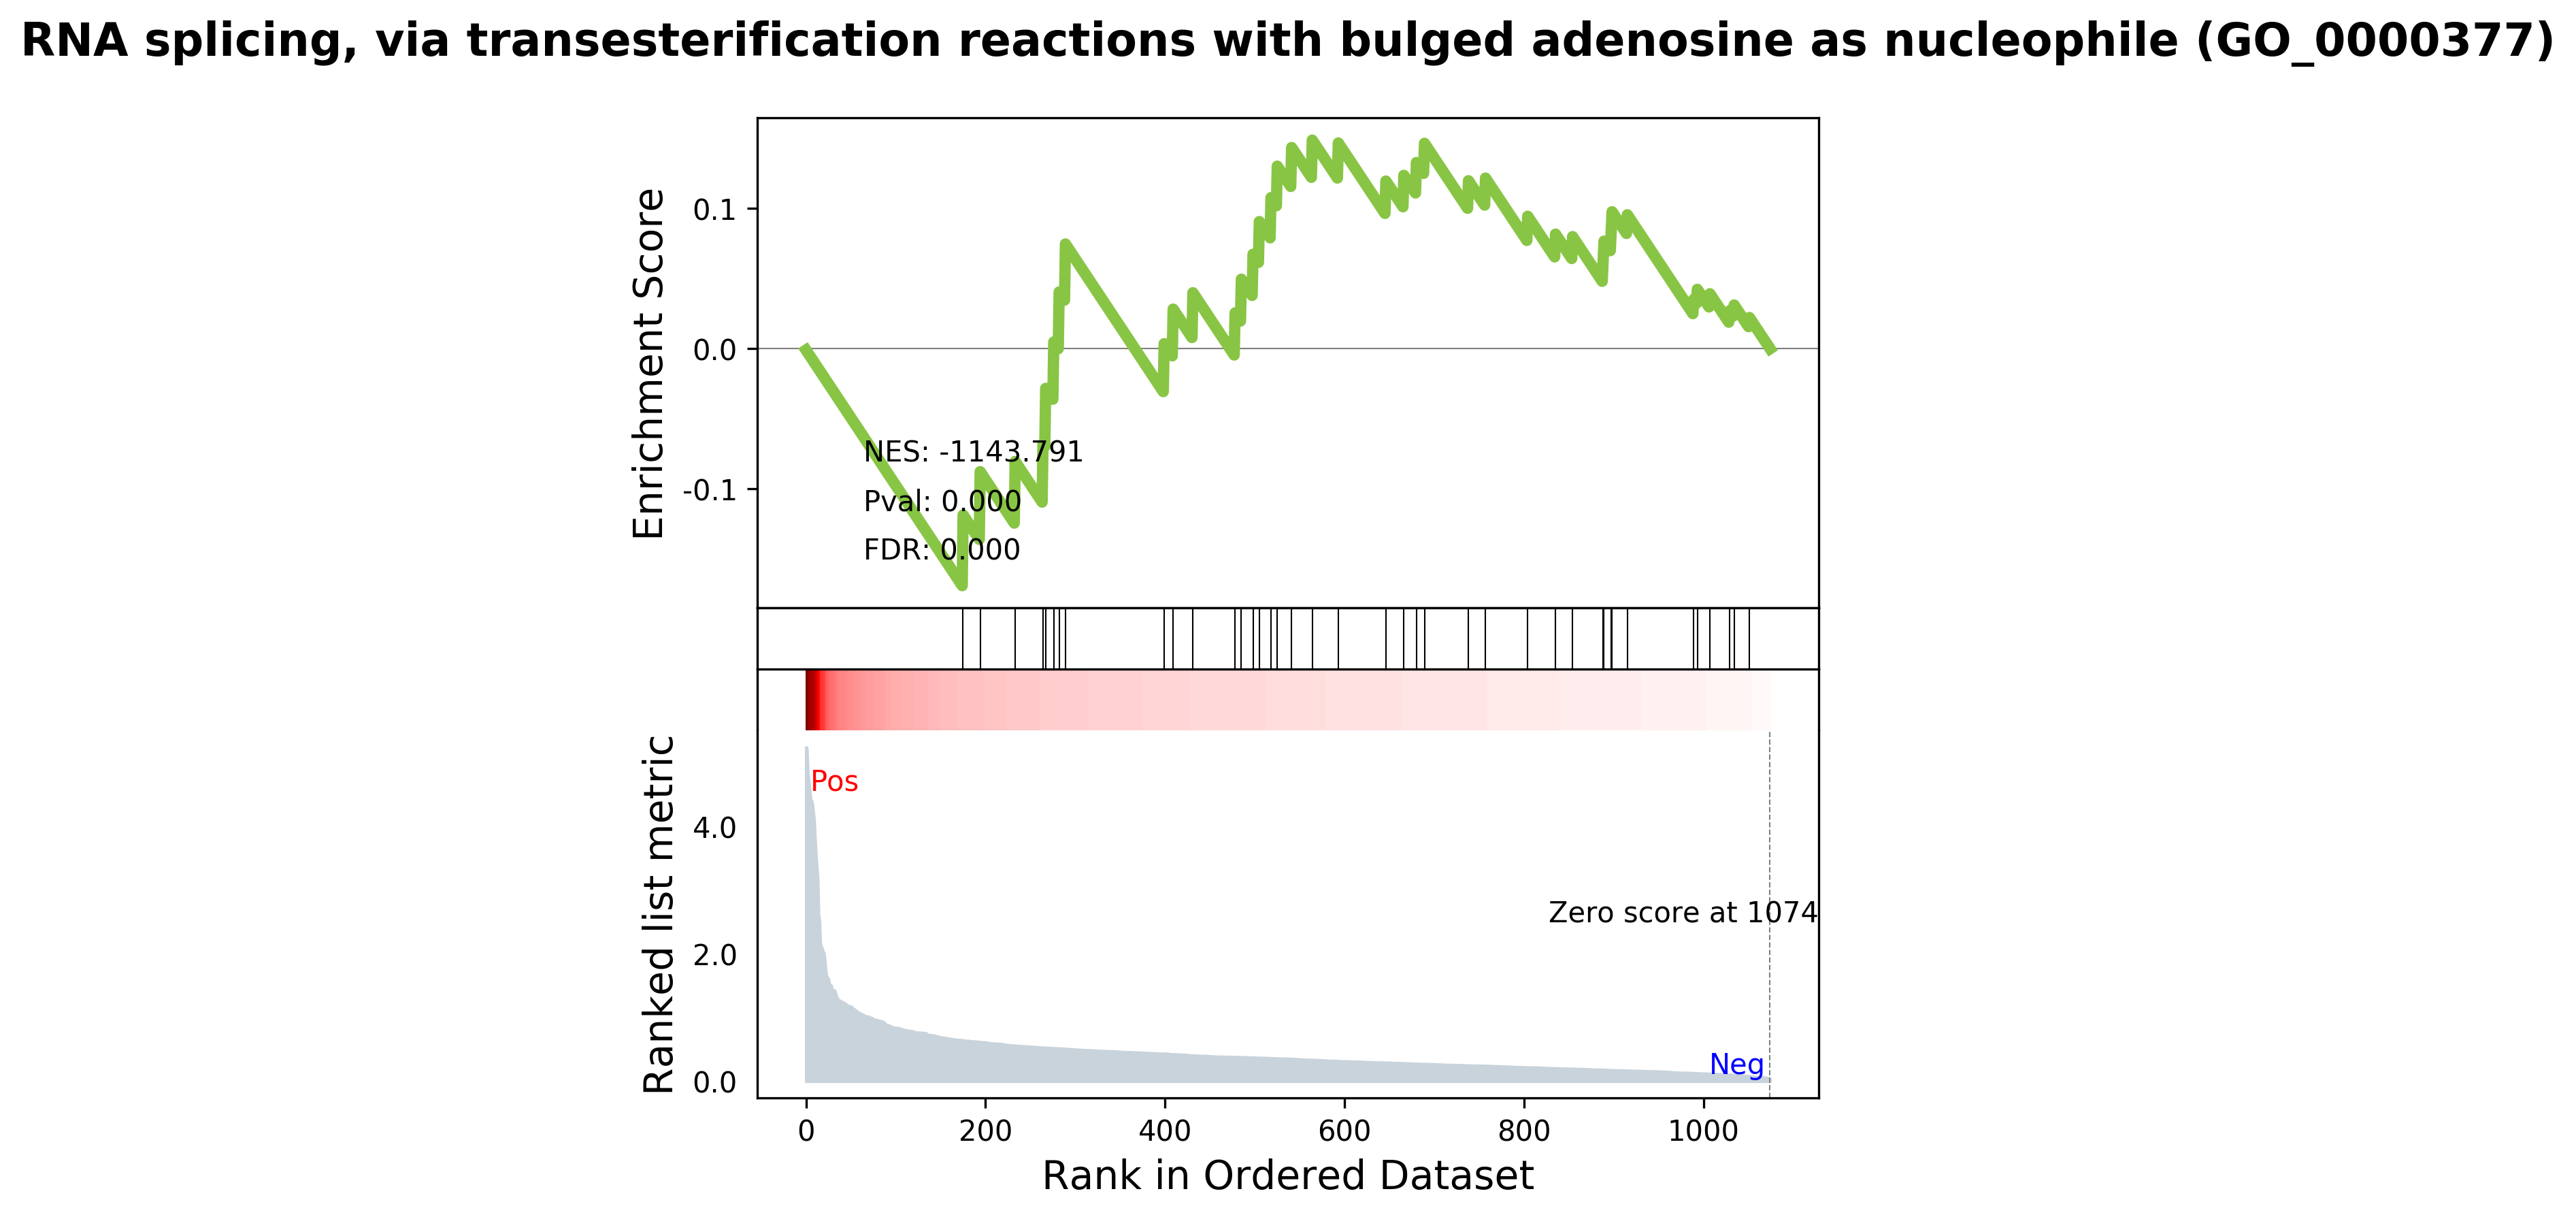 RNA splicing, via transesterification reactions with bulged adenosine as nucleophile (GO_0000377)
Enrichment Score
0.1
0.0
-0.1
NES: -1143.791
Pval: 0.000
FDR: 0.000
Ranked list metric
Pos
4.0
Zero score at 1074
2.0
Neg
0.0
0 200 400 600 800 1000
Rank in Ordered Dataset